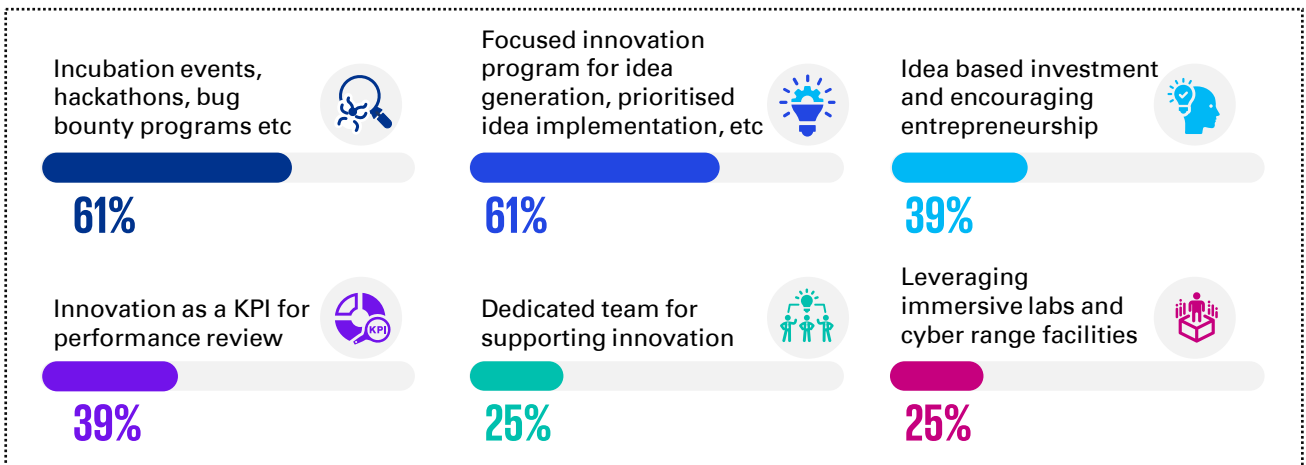 Incubation events,
hackathons, bug
bounty programs etc
61%
Focused innovation
program for idea
generation, prioritised
idea implementation, etc
61%
Idea based investment
and encouraging
entrepreneurship
39%
Innovation as a KPI for
performance review
KPI
39%
Dedicated team for
supporting innovation
25%
Leveraging
immersive labs and
cyber range facilities
25%